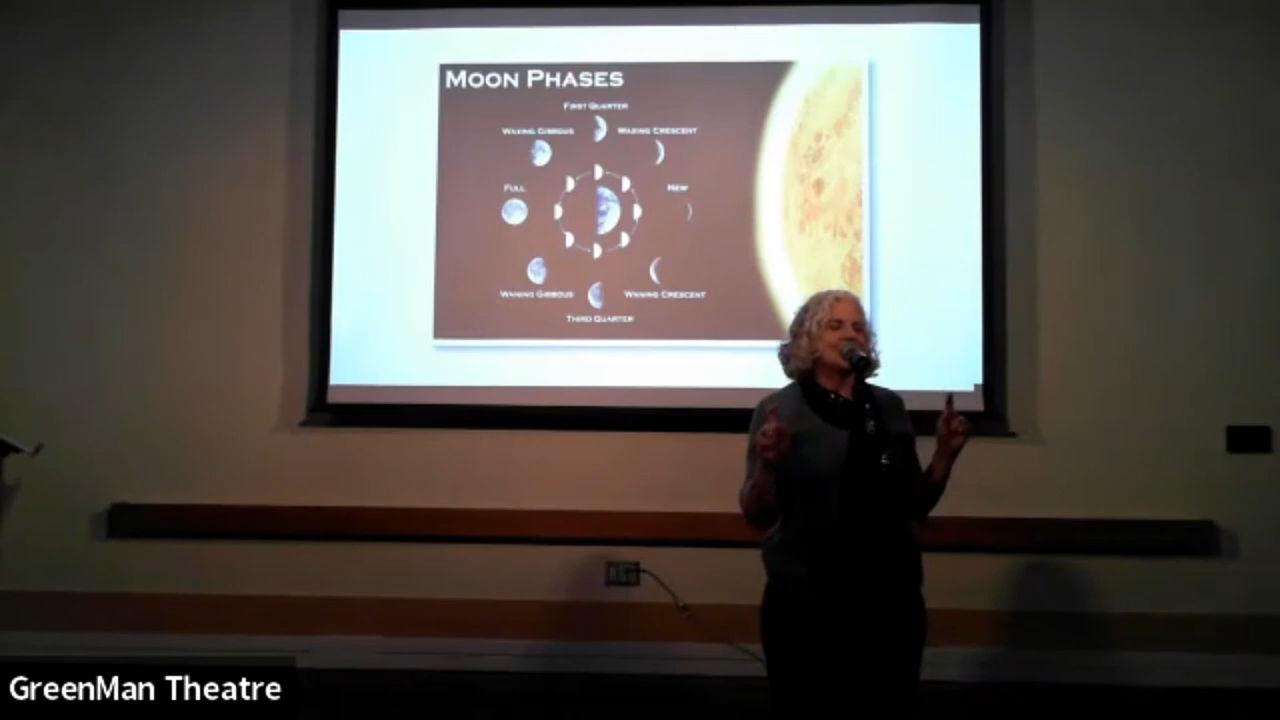 MOON PHASES
FIRST QUARTER
WAXING GIBBOUS
WAXING CRESCENT
FULL
NEW
WANING GIBBOUS
WANING CRESCENT
THIRD QUARTER
GreenMan Theatre